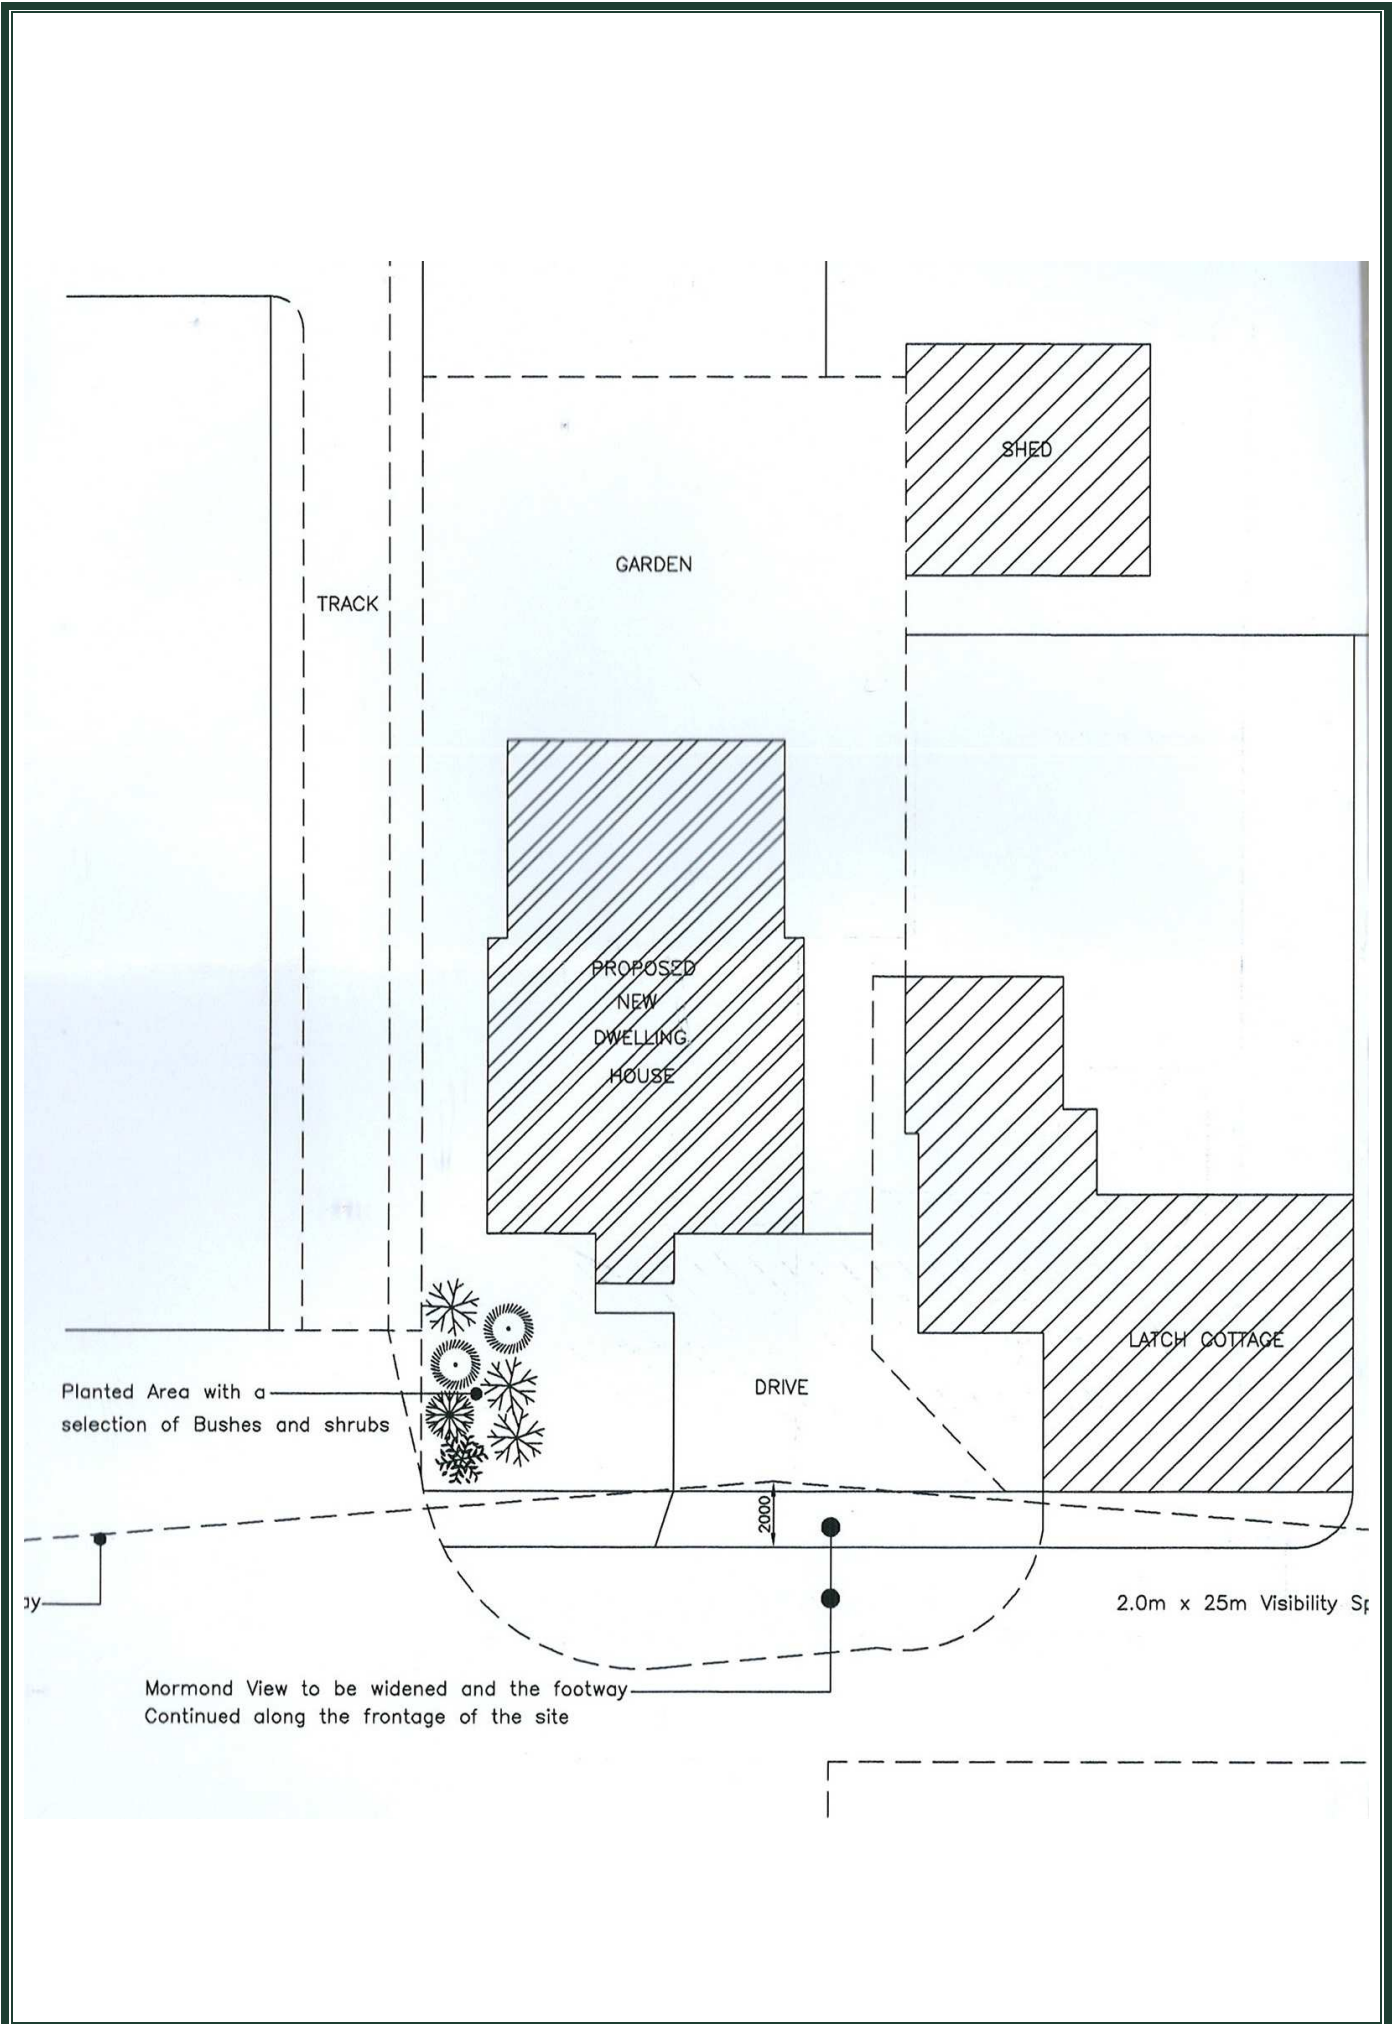 SHED
GARDEN
TRACK
PROPOSED
NEW
DWELLING
HOUSE
LATCH COTTAGE
DRIVE
Planted Area with a
selection of Bushes and shrubs
2000
2.0m x 25m Visibility
Mormond View to be widened and the footway
Continued along the frontage of the site